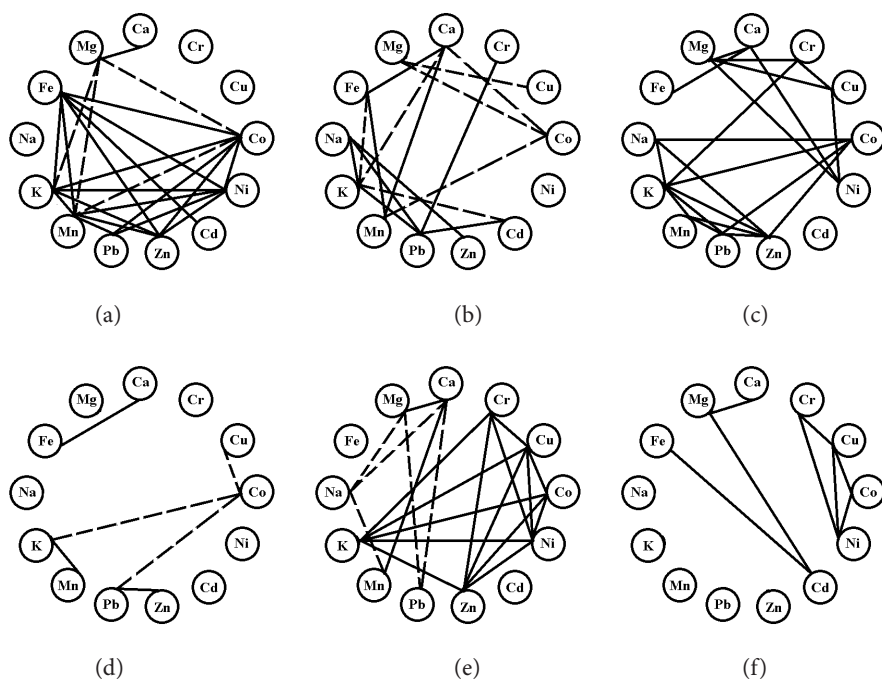 Ca
Mg
Cr
Fe
Cu
Na
Co
K
Ni
Mn
Cd
Pb
Zn
(a)
Ca
Mg
Cr
Fe
Cu
Na
Co
K
Ni
Mn
Cd
Pb
Zn
(b)
Ca
Mg
Cr
Fe
Cu
Na
Co
K
Ni
Mn
Cd
Pb
Zn
(c)
Ca
Mg
Cr
Fe
Cu
Na
Co
K
Ni
Mn
Cd
Pb
Zn
(d)
Ca
Mg
Cr
Fe
Cu
Na
Co
K
Ni
Mn
Cd
Pb
Zn
(e)
Ca
Mg
Cr
Fe
Cu
Na
Co
K
Ni
Mn
Cd
Pb
Zn
(f)